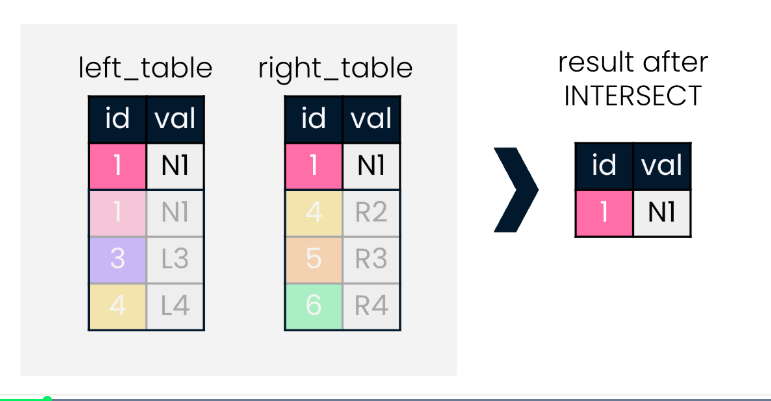 left_table
id val
1 N1
1 N1
3 L3
4 L4
right_table
id val
1 N1
4 R2
5 R3
6 R4
result after
INTERSECT
id val
1 N1